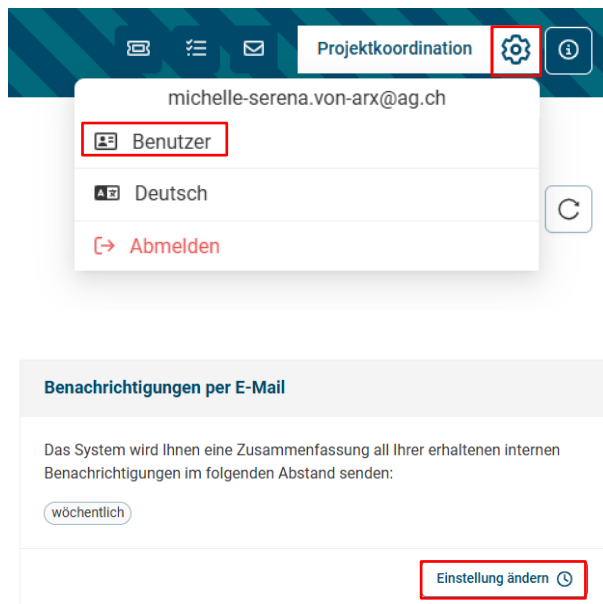 Projektkoordination
michelle-serena.von-arx@ag.ch
Benutzer
Deutsch
Abmelden
Benachrichtigungen per E-Mail
Das System wird Ihnen eine Zusammenfassung all Ihrer erhaltenen internen
Benachrichtigungen im folgenden Abstand senden:
wöchentlich
Einstellung ändern